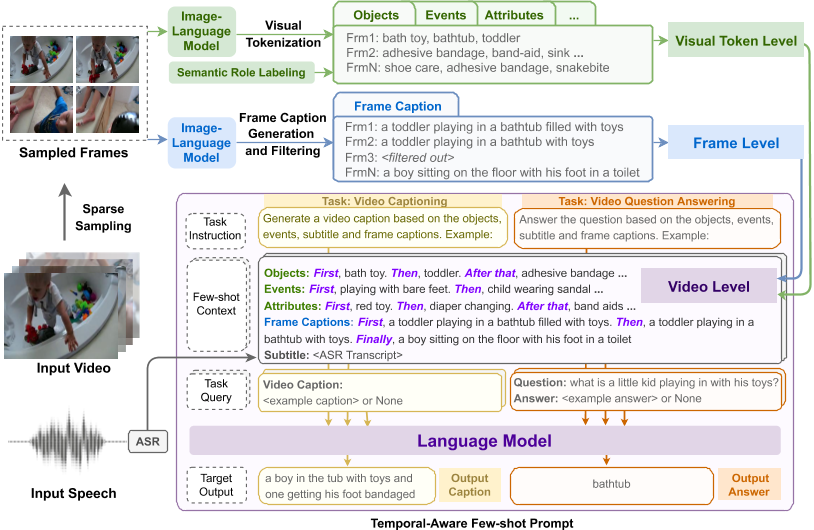 Image-
Language
Model
Visual
Tokenization
Semantic Role Labeling
Objects
Events
Attributes
...
Frm1: bath toy, bathtub, toddler
Frm2: adhesive bandage, band-aid, sink ...
FrmN: shoe care, adhesive bandage, snakebite
Visual Token Level
Sampled Frames
Image-
Language
Model
Frame Caption
Generation
and Filtering
Frame Caption
Frm1: a toddler playing in a bathtub filled with toys
Frm2: a toddler playing in a bathtub with toys
Frm3: <filtered out>
FrmN: a boy sitting on the floor with his foot in a toilet
Frame Level
Sparse
Sampling
Input Video
Input Speech
ASR
Task: Video Captioning
Task: Video Question Answering
Task
Instruction
Generate a video caption based on the objects,
events, subtitle and frame captions. Example:
Answer the question based on the objects, events,
subtitle and frame captions. Example:
Few-shot
Context
Objects: First, bath toy. Then, toddler. After that, adhesive bandage ...
Events: First, playing with bare feet. Then, child wearing sandal ...
Attributes: First, red toy. Then, diaper changing. After that, band aids ...
Frame Captions: First, a toddler playing in a bathtub filled with toys. Then, a toddler playing in a
bathtub with toys. Finally, a boy sitting on the floor with his foot in toilet
Subtitle: <ASR Transcript>
Video Level
Task
Query
Video Caption:
<example caption> or None
Question: what is a little kid playing in with his toys?
Answer: <example answer> or None
Language Model
Target
Output
a boy in the tub with toys and
one getting his foot bandaged
Output
Caption
bathtub
Output
Answer
Temporal-Aware Few-shot Prompt